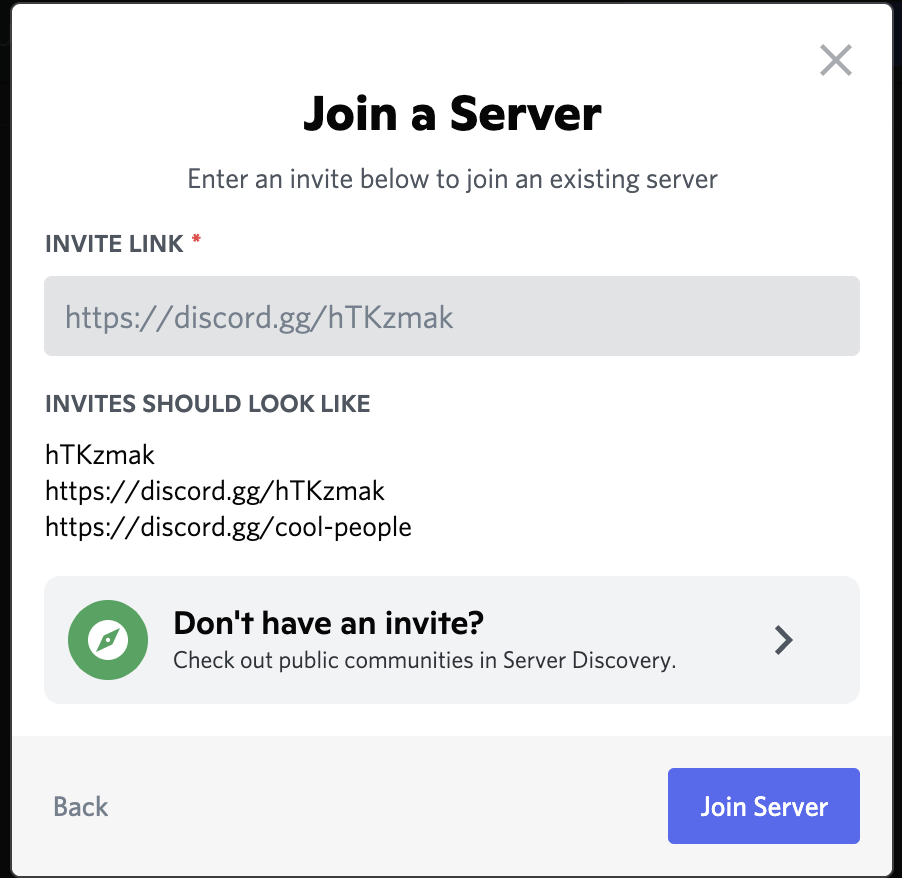 Join a Server
Enter an invite below to join an existing server
INVITE LINK *
https://discord.gg/hTKzmak
INVITES SHOULD LOOK LIKE
hTKzmak
https://discord.gg/hTKzmak
https://discord.gg/cool-people
Don't have an invite?
Check out public communities in Server Discovery.
Back
Join Server